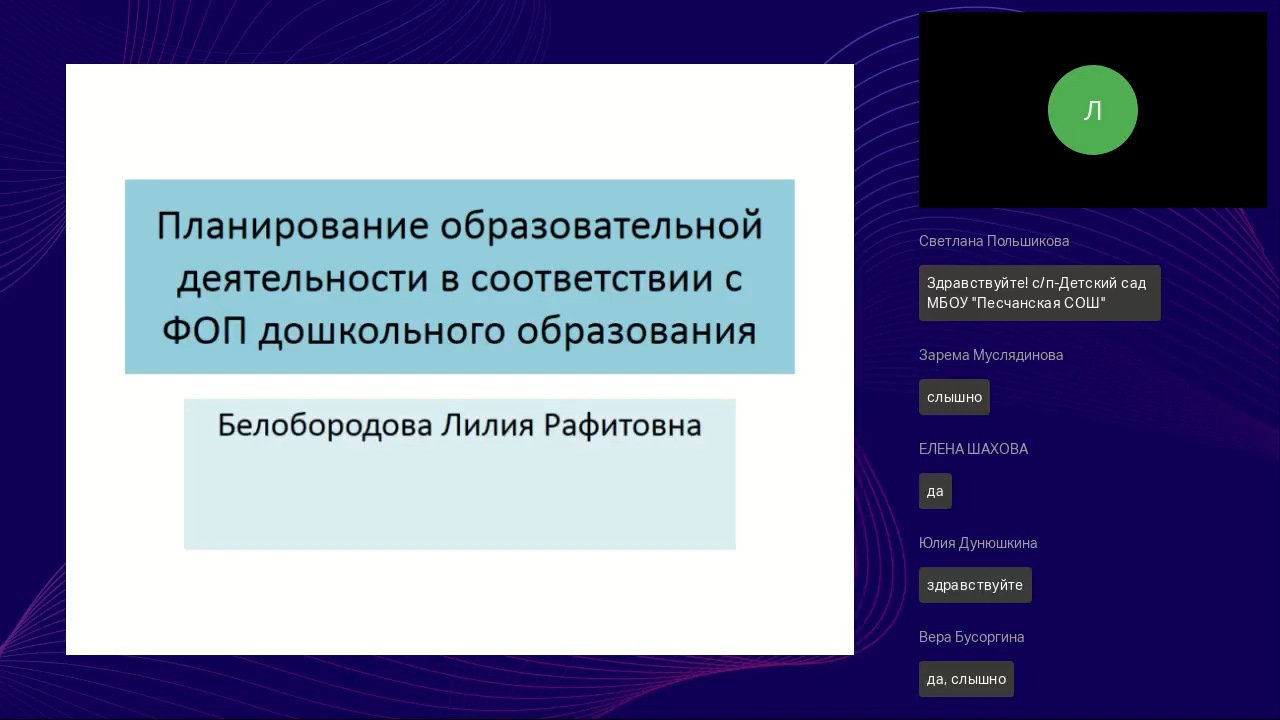 Планирование образовательной
деятельности в соответствии с
ФОП дошкольного образования
Белобородова Лилия Рафитовна
Л
Светлана Польшикова
Здравствуйте! с/п-Детский сад
МБОУ "Песчанская СОШ"
Зарема Муслядинова
слышно
ЕЛЕНА ШАХОВА
да
Юлия Дунюшкина
здравствуйте
Вера Бусоргина
да, слышно